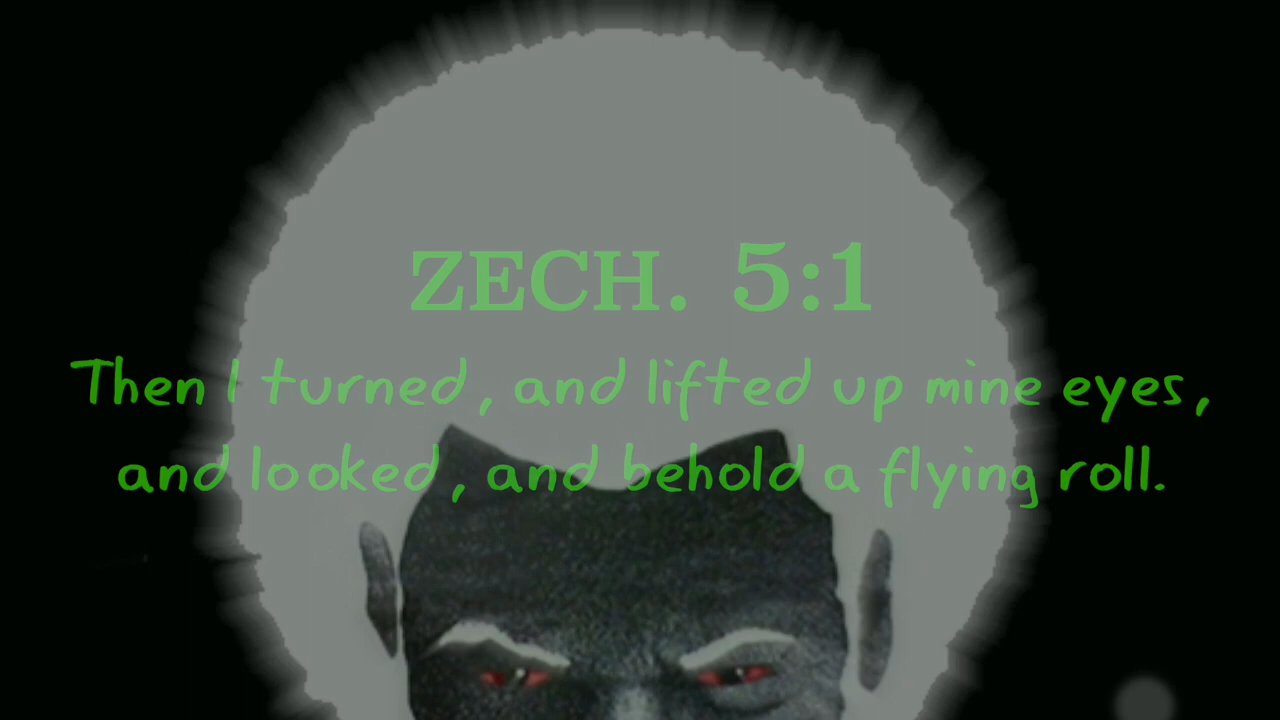 ZECH. 5:1
Then I turned, and lifted up mine eyes,
and looked, and behold a flying roll.